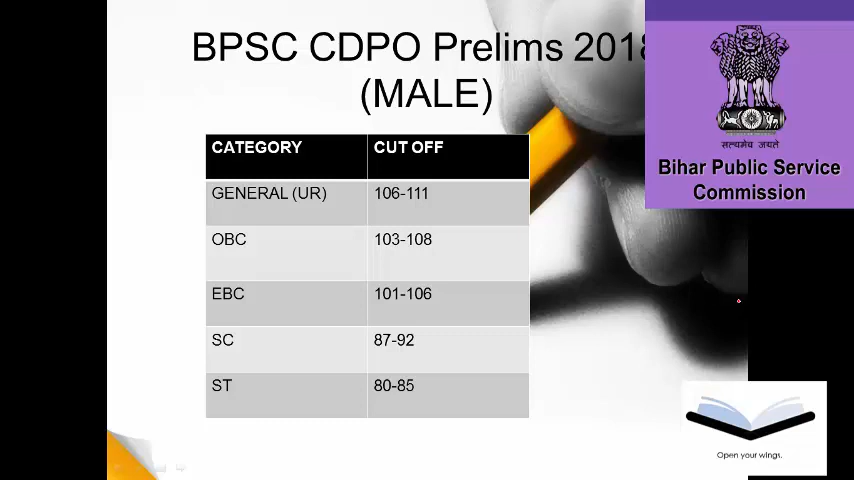 BPSC CDPO Prelims 2018
(MALE)
CATEGORY CUT OFF
GENERAL (UR) 106-111
OBC 103-108
EBC 101-106
SC 87-92
ST 80-85
सत्यमेव जयते
Bihar Public Service
Commission
Open your wings.